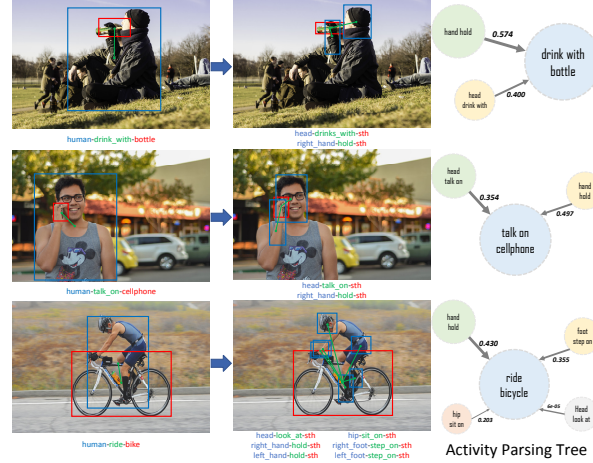 hand hold
0.574
drink with
bottle
head
drink with
0.400
human-drink_with-bottle
head-drinks_with-sth
right_hand-hold-sth
head
talk on
0.354
hand
hold
0.497
talk on
cellphone
human-talk_on-cellphone
head-talk_on-sth
right_hand-hold-sth
hand
hold
0.430
foot
step on
0.355
ride
bicycle
hip
sit on
0.203
6e-05
Head
look at
human-ride-bike
head-look_at-sth hip-sit_on-sth
right_hand-hold-sth right_foot-step_on-sth
left_hand-hold-sth left_foot-step_on-sth
Activity Parsing Tree